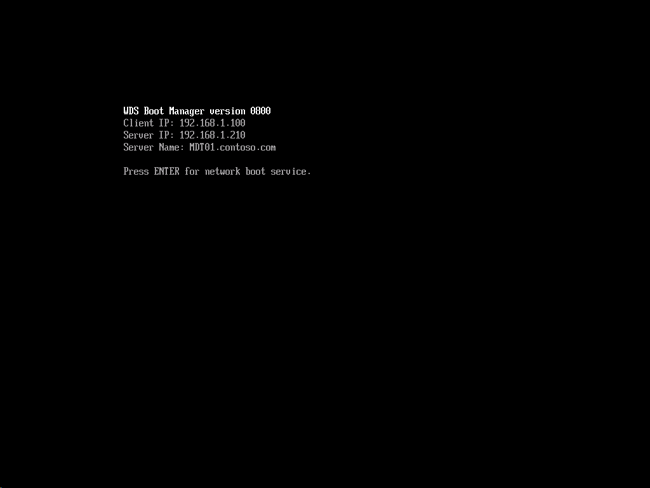 WDS Boot Manager version 0800
Client IP: 192.168.1.100
Server IP: 192.168.1.210
Server Name: MDT01.contoso.com
Press ENTER for network boot service.